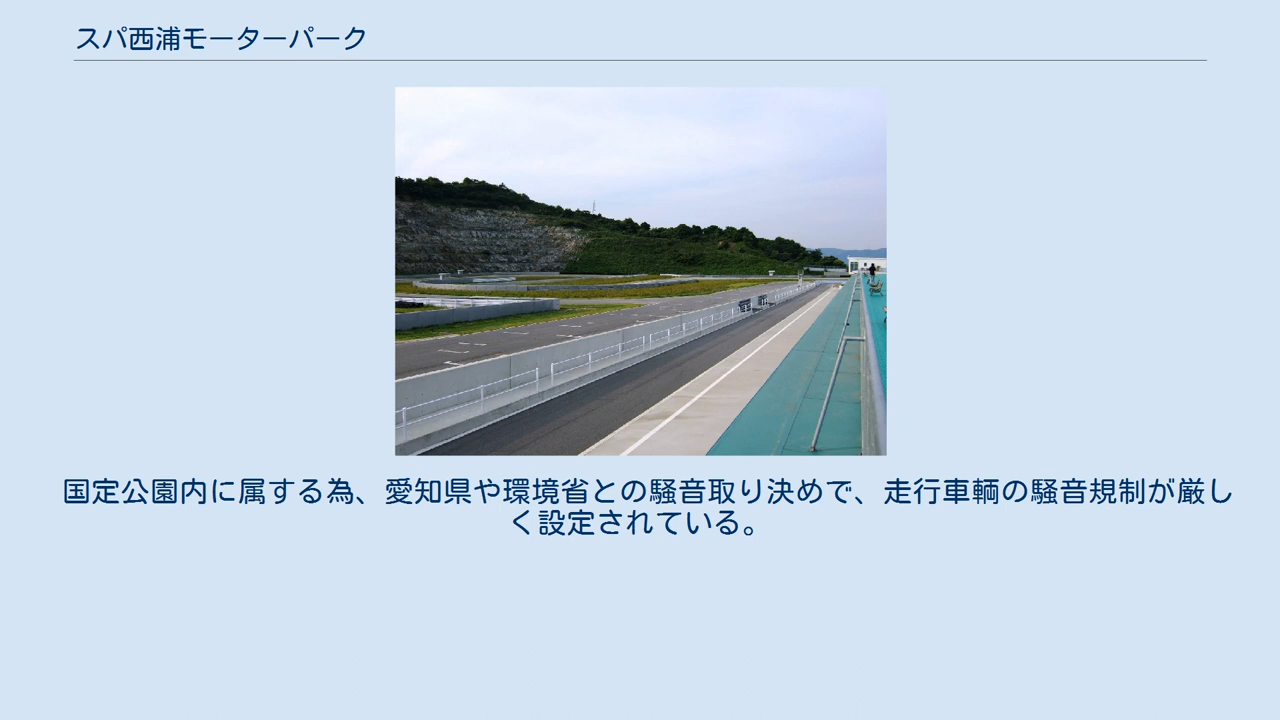 スパ西浦モーターパーク
国定公園内に属する為、愛知県や環境省との騒音取り決めで、走行車輌の騒音規制が厳し
く設定されている。